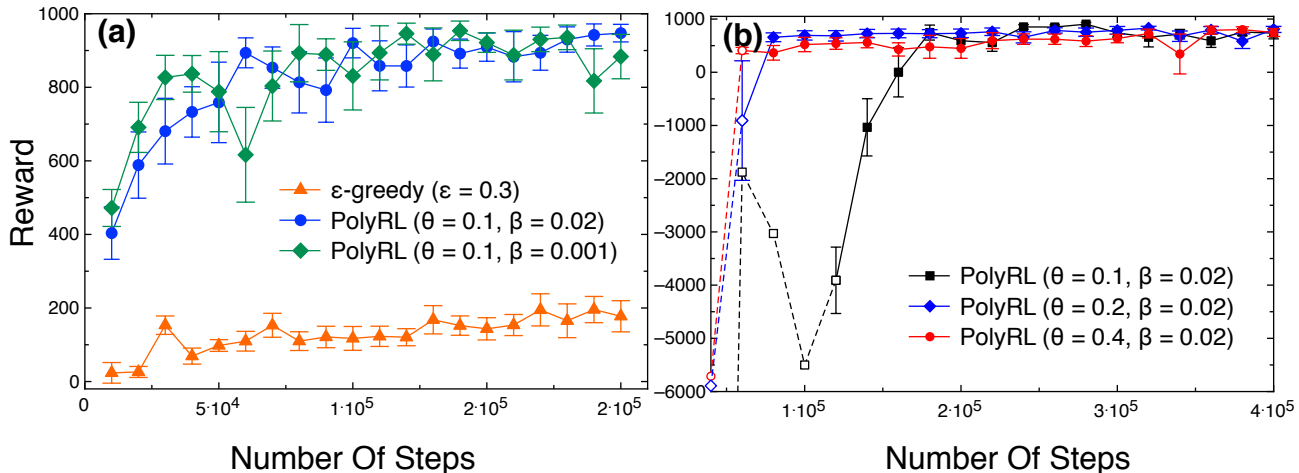 (a)
Reward
1000
800
600
400
200
0
ε-greedy (ε = 0.3)
PolyRL (θ = 0.1, β = 0.02)
PolyRL (θ = 0.1, β = 0.001)
0
5·10⁴
1·10⁵
2·10⁵
2·10⁵
Number Of Steps
(b)
1000
0
−1000
−2000
−3000
−4000
−5000
−6000
PolyRL (θ = 0.1, β = 0.02)
PolyRL (θ = 0.2, β = 0.02)
PolyRL (θ = 0.4, β = 0.02)
1·10⁵
2·10⁵
3·10⁵
4·10⁵
Number Of Steps